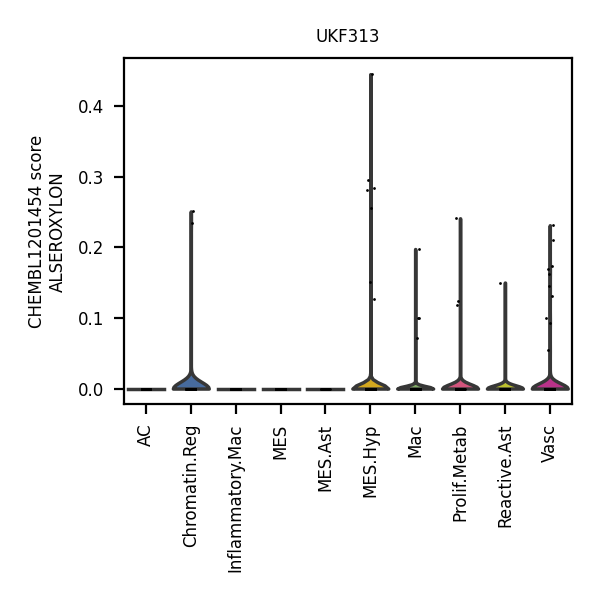 UKF313
CHEMBL1201454 score
ALSEROXYLON
0.4
0.3
0.2
0.1
0.0
AC
Chromatin.Reg
Inflammatory.Mac
MES
MES.Ast
MES.Hyp
Mac
Prolif.Metab
Reactive.Ast
Vasc